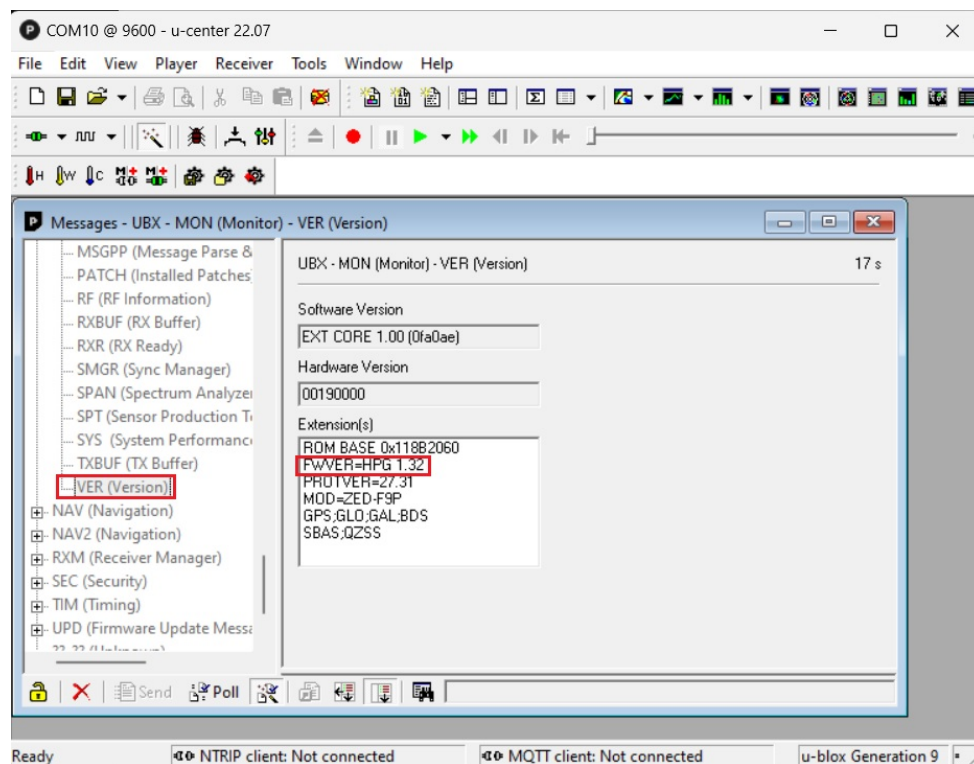 COM10 @ 9600 - u-center 22.07
File Edit View Player Receiver Tools Window Help
H W C
Messages - UBX - MON (Monitor) - VER (Version)
MSGPP (Message Parse &
PATCH (Installed Patches
RF (RF Information)
RXBUF (RX Buffer)
RXR (RX Ready)
SMGR (Sync Manager)
SPAN (Spectrum Analyzer
SPT (Sensor Production T
SYS (System Performanc
TXBUF (TX Buffer)
VER (Version)
NAV (Navigation)
NAV2 (Navigation)
RXM (Receiver Manager)
SEC (Security)
TIM (Timing)
UPD (Firmware Update Messa
UBX - MON (Monitor) - VER (Version) 17 s
Software Version
EXT CORE 1.00 (0fa0ae)
Hardware Version
00190000
Extension(s)
ROM BASE 0x118B2060
FWVER=HPG 1.32
PROTVER=27.31
MOD=ZED-F9P
GPS;GLO;GAL;BDS
SBAS;QZSS
Send Poll
Ready NTRIP client: Not connected MQTT client: Not connected u-blox Generation 9